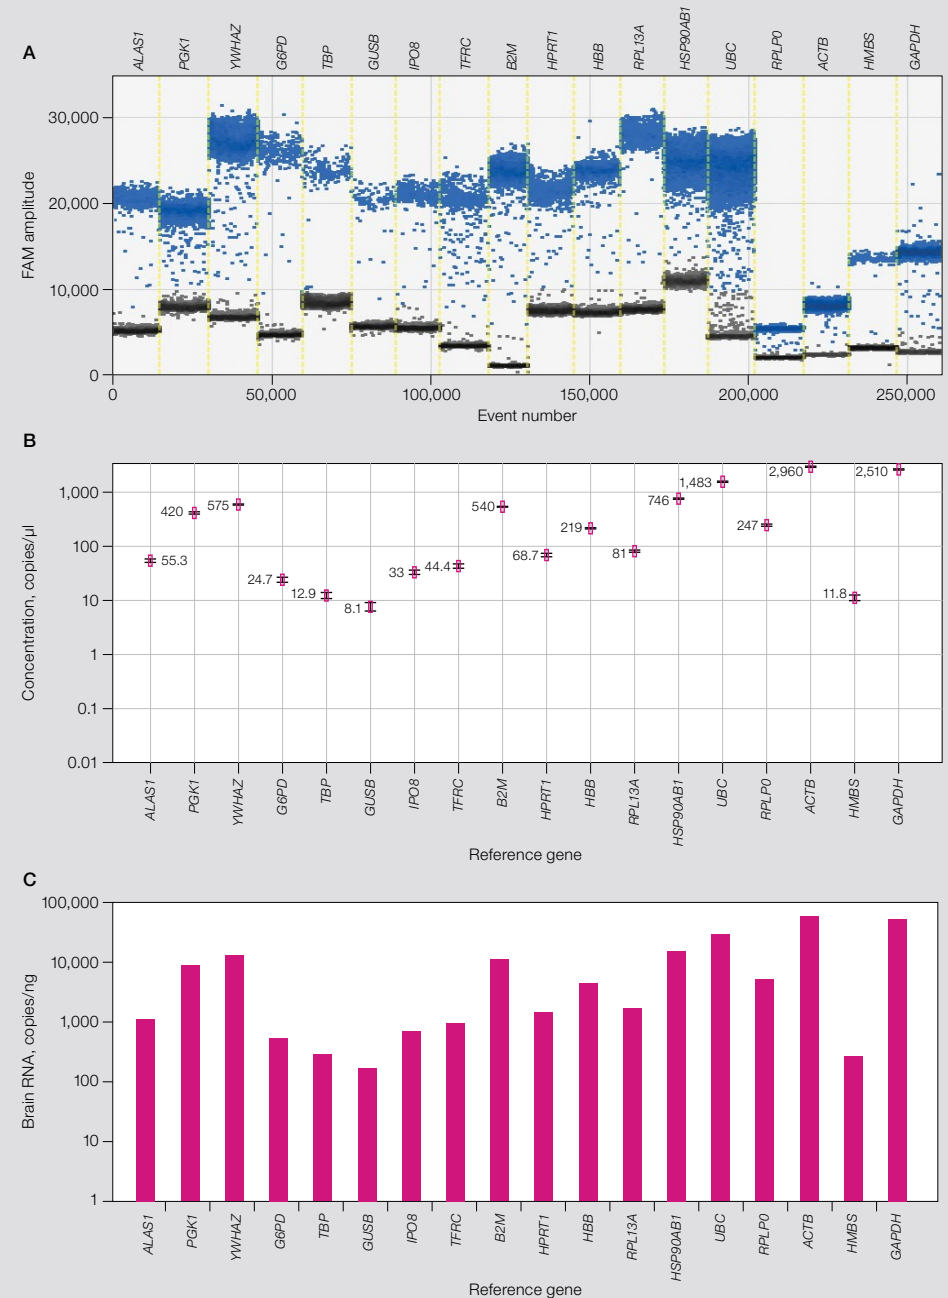 A
ALAS1 PGK1 YWHAZ G6PD TBP GUSB IPO8 TFRC B2M HPRT1 HBB RPL13A HSP90AB1 UBC RPLP0 ACTB HMBS GAPDH
FAM amplitude
30,000
20,000
10,000
0
0 50,000 100,000 150,000 200,000 250,000
Event number
B
Concentration, copies/µl
1,000
100
10
1
0.1
0.01
55.3 420 575 24.7 12.9 8.1 33 44.4 540 68.7 219 81 746 1,483 247 2,960 11.8 2,510
ALAS1 PGK1 YWHAZ G6PD TBP GUSB IPO8 TFRC B2M HPRT1 HBB RPL13A HSP90AB1 UBC RPLP0 ACTB HMBS GAPDH
Reference gene
C
Brain RNA, copies/ng
100,000
10,000
1,000
100
10
1
ALAS1 PGK1 YWHAZ G6PD TBP GUSB IPO8 TFRC B2M HPRT1 HBB RPL13A HSP90AB1 UBC RPLP0 ACTB HMBS GAPDH
Reference gene